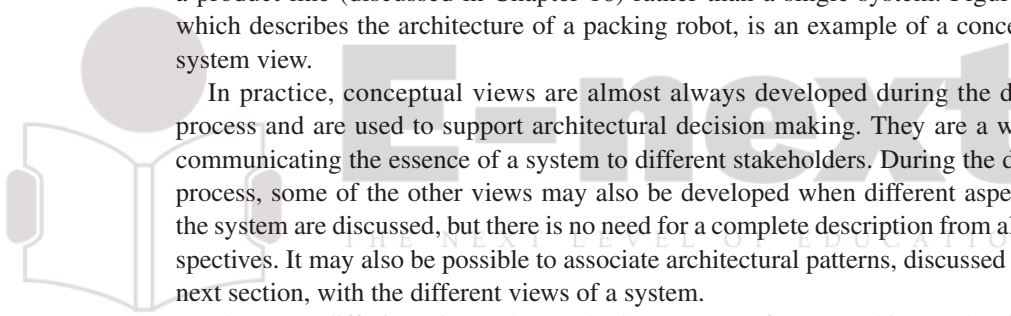 a product line (discussed in Chapter 16) rather than a single system. Figur
which describes the architecture of a packing robot, is an example of a conce
system view.
In practice, conceptual views are almost always developed during the d
process and are used to support architectural decision making. They are a w
communicating the essence of a system to different stakeholders. During the d
process, some of the other views may also be developed when different aspe
the system are discussed, but there is no need for a complete description from al
spectives. It may also be possible to associate architectural patterns, discussed
next section, with the different views of a system.
E-next
THE NEXT LEVEL OF EDUCATIO